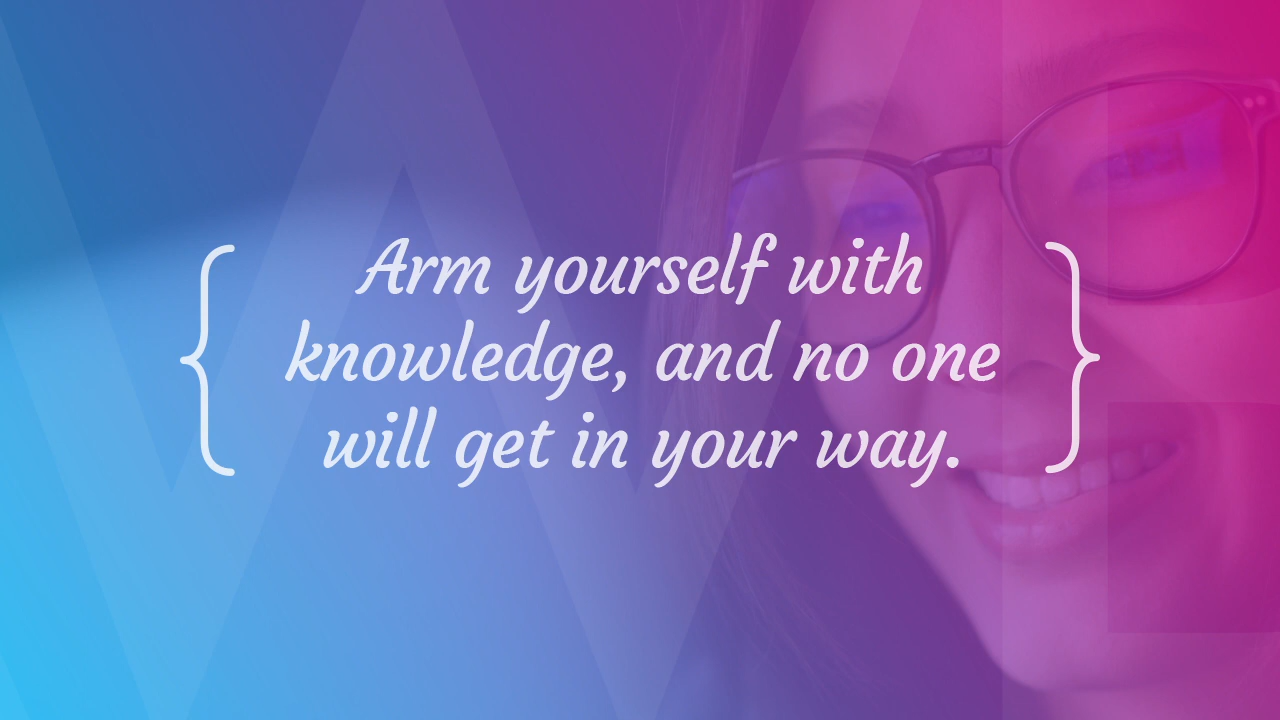 { Arm yourself with
knowledge, and no one
will get in your way. }